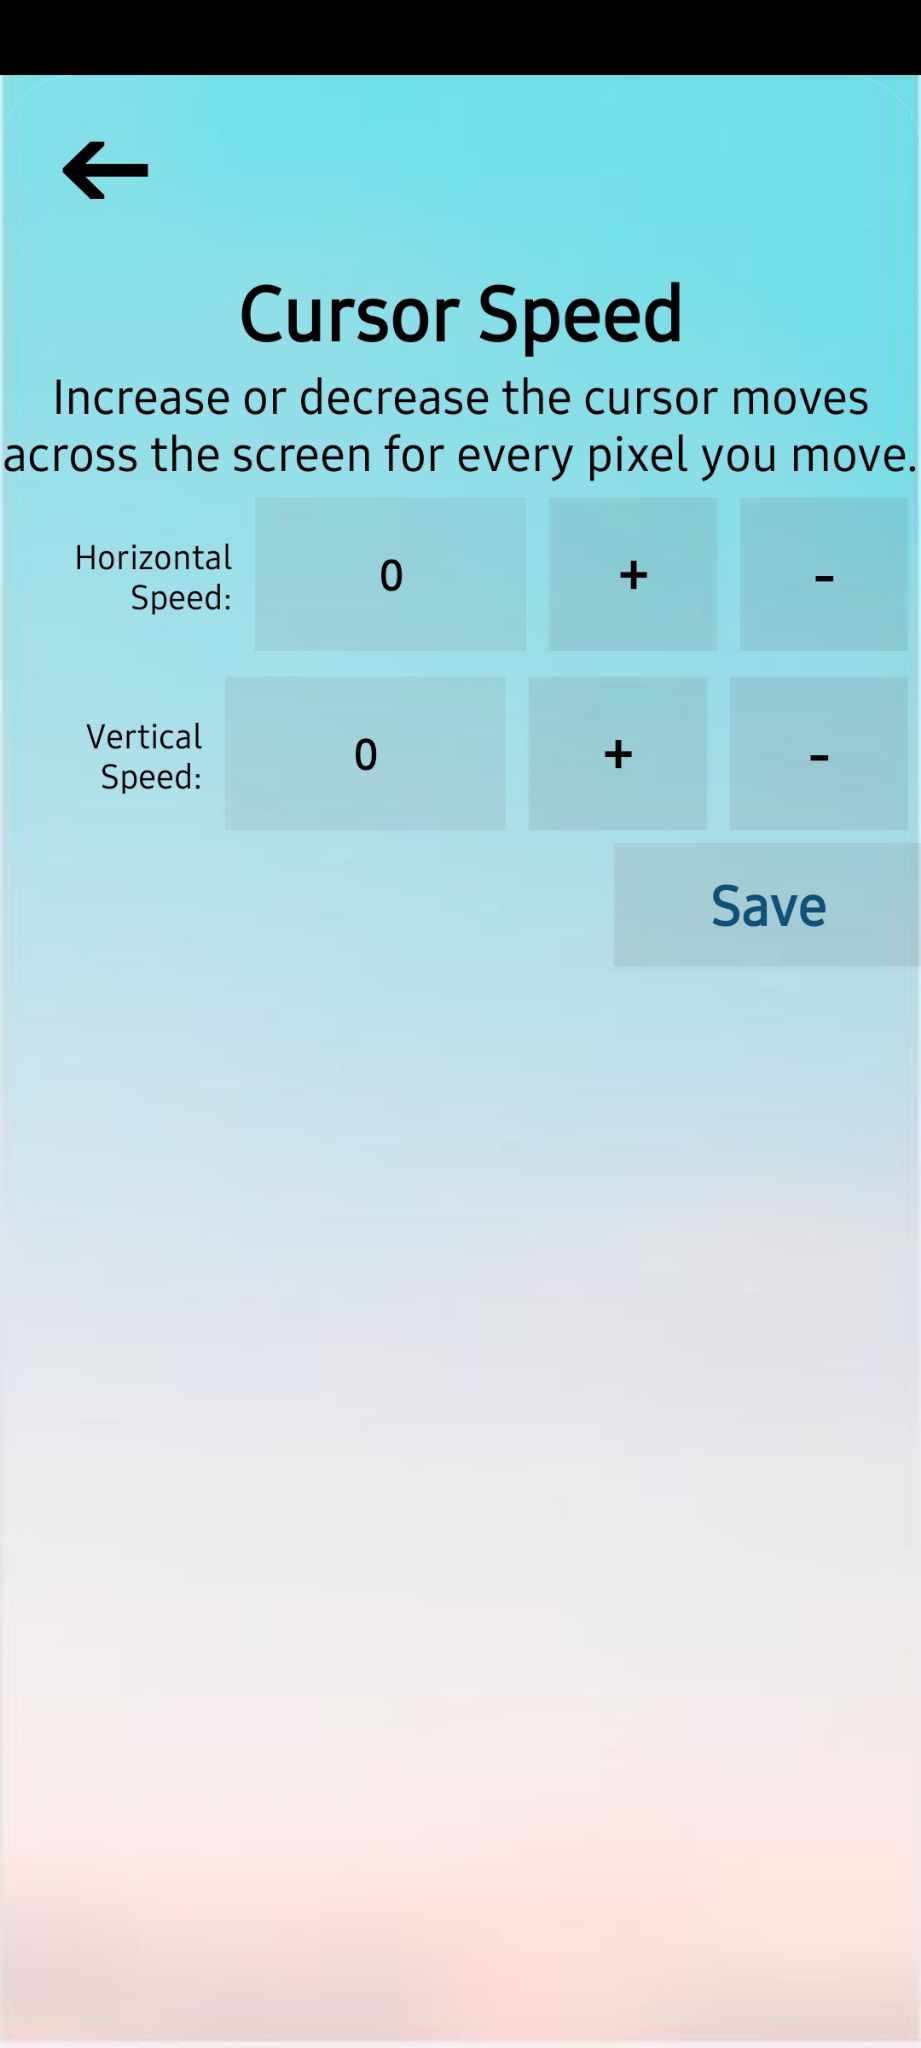 Cursor Speed
Increase or decrease the cursor moves
across the screen for every pixel you move.
Horizontal
Speed:
0
+
-
Vertical
Speed:
0
+
-
Save